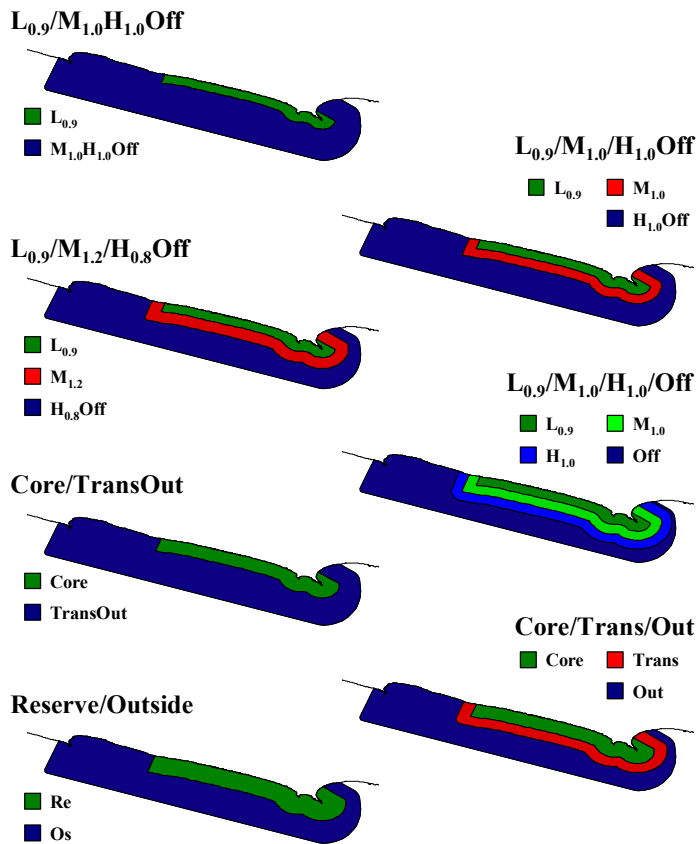 L0.9/M1.0H1.0Off
L0.9
M1.0H1.0Off
L0.9/M1.0/H1.0Off
L0.9 M1.0
H1.0Off
L0.9/M1.2/H0.8Off
L0.9
M1.2
H0.8Off
L0.9/M1.0/H1.0/Off
L0.9 M1.0
H1.0 Off
Core/TransOut
Core
TransOut
Core/Trans/Out
Core Trans
Out
Reserve/Outside
Re
Os